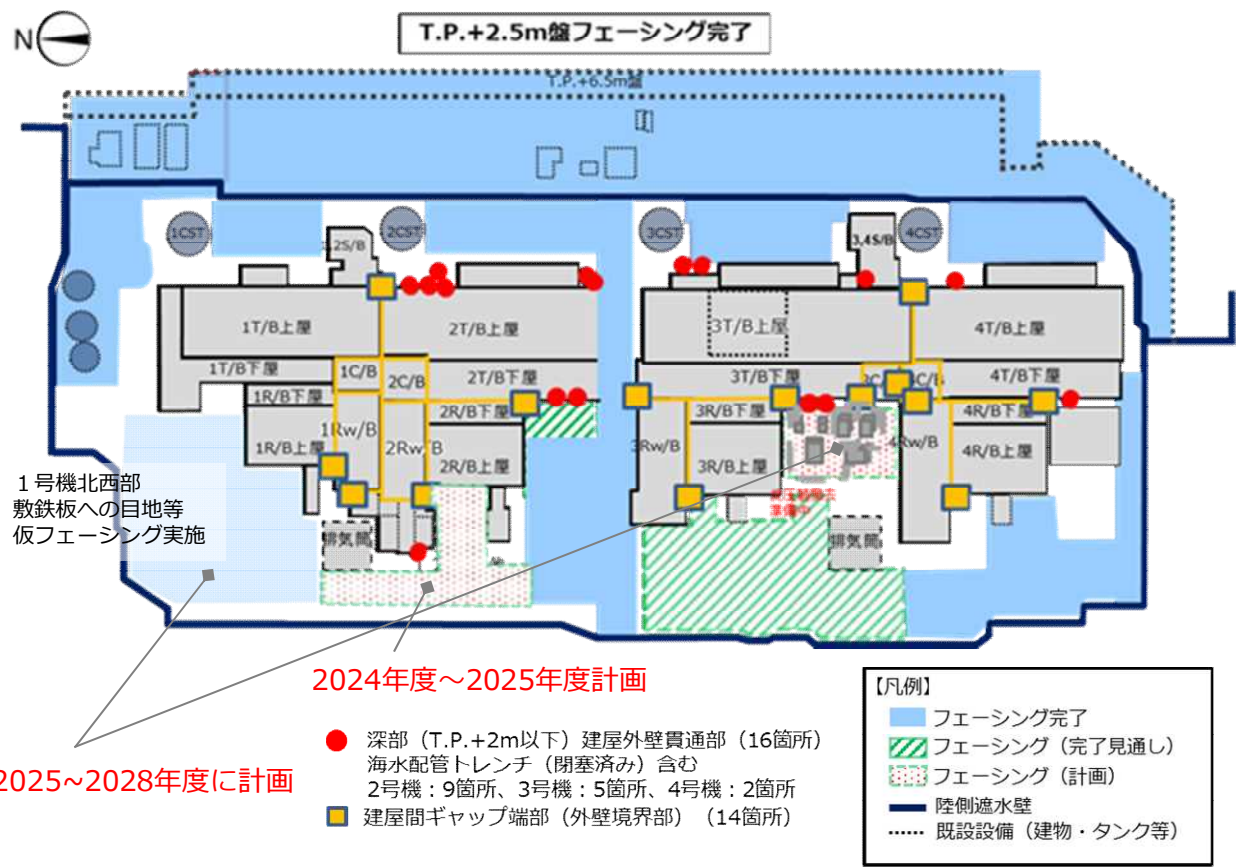 N
T.P.+2.5m盤フェーシング完了
T.P.+6.5m盤
1CST
2CST
3CST
4CST
2S/B
3,4S/B
1T/B上屋
2T/B上屋
3T/B上屋
4T/B上屋
1T/B下屋
1C/B
2C/B
2T/B下屋
3T/B下屋
4T/B下屋
1R/B下屋
2R/B下屋
3R/B下屋
4R/B下屋
1Rw/B
2Rw/B
3Rw/B
4Rw/B
1R/B上屋
2R/B上屋
3R/B上屋
4R/B上屋
準備中
排気筒
排気筒
1号機北西部
敷鉄板への目地等
仮フェーシング実施
2024年度~2025年度計画
2025~2028年度に計画
深部(T.P.+2m以下)建屋外壁貫通部(16箇所)
海水配管トレンチ(閉塞済み)含む
2号機:9箇所、3号機:5箇所、4号機:2箇所
建屋間ギャップ端部(外壁境界部)(14箇所)
【凡例】
フェーシング完了
フェーシング(完了見通し)
フェーシング(計画)
陸側遮水壁
既設設備(建物・タンク等)